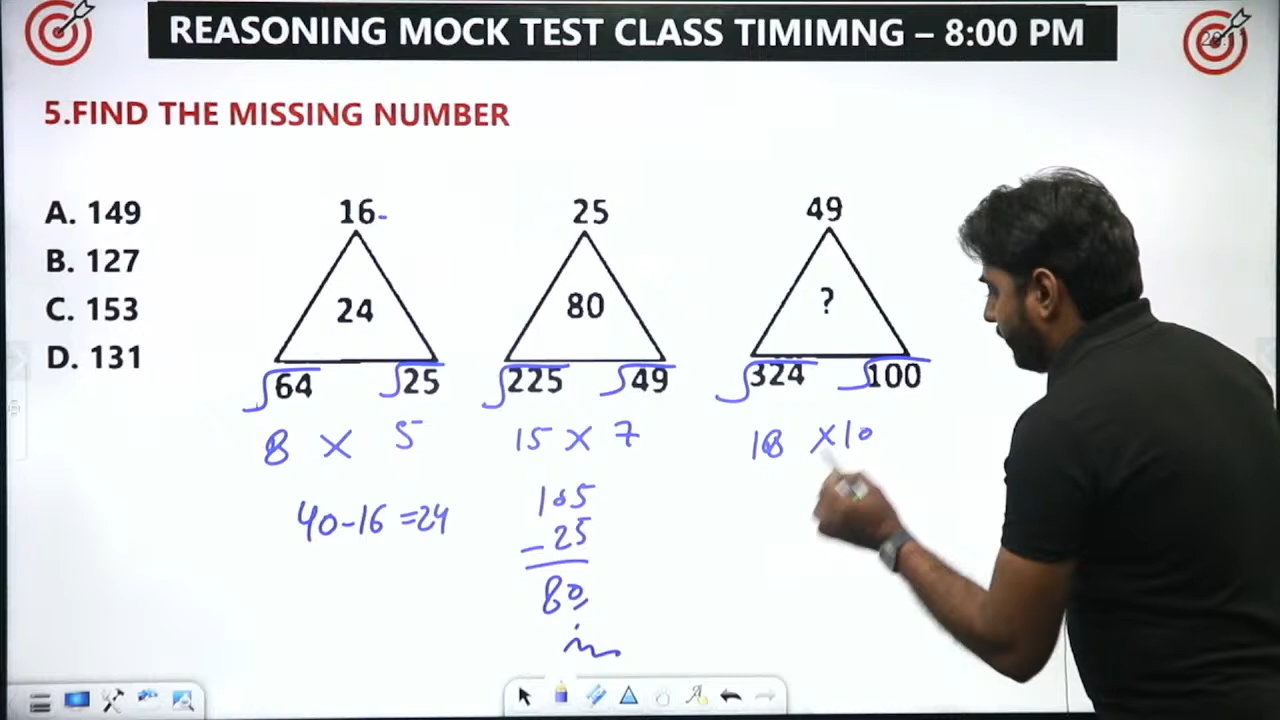 REASONING MOCK TEST CLASS TIMIMNG – 8:00 PM
5.FIND THE MISSING NUMBER
A. 149
B. 127
C. 153
D. 131
16-
24
√64 √25
8 × 5
40-16 =24
25
80
√225 √49
15 × 7
105
- 25
80
49
?
√324 √100
18 ×10